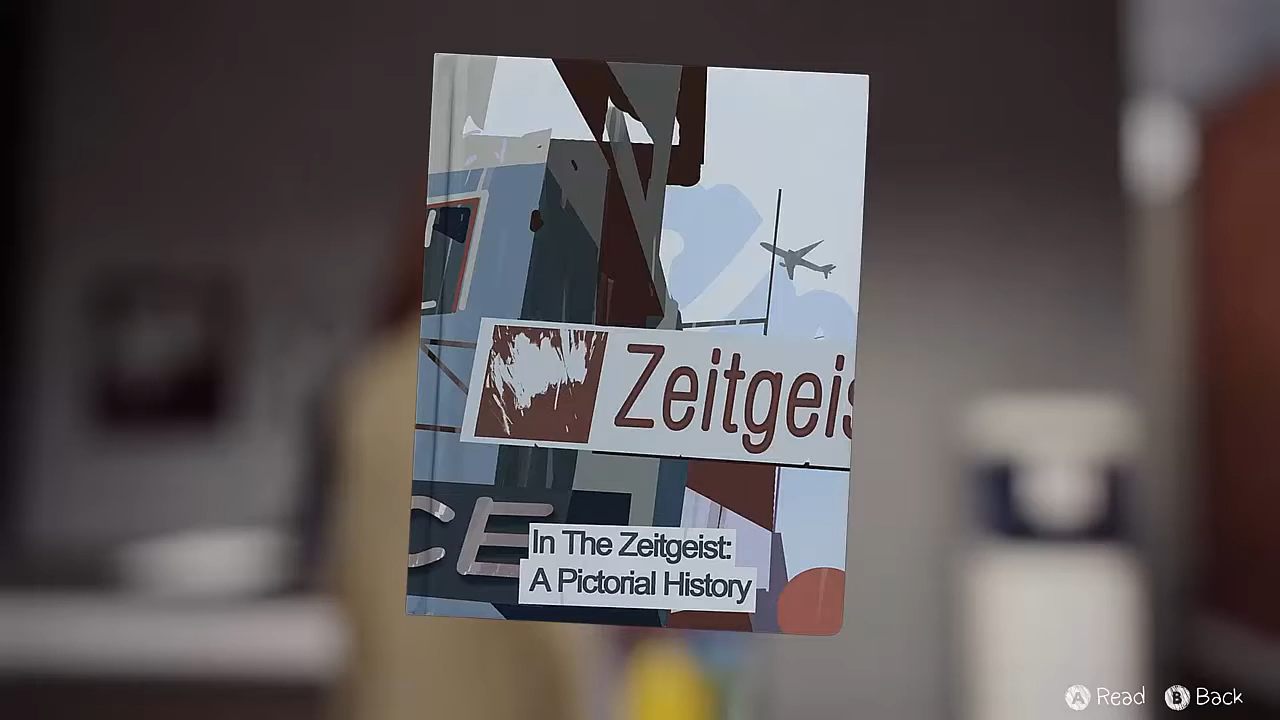 Zeitgeis
CE
In The Zeitgeist:
A Pictorial History
A Read B Back